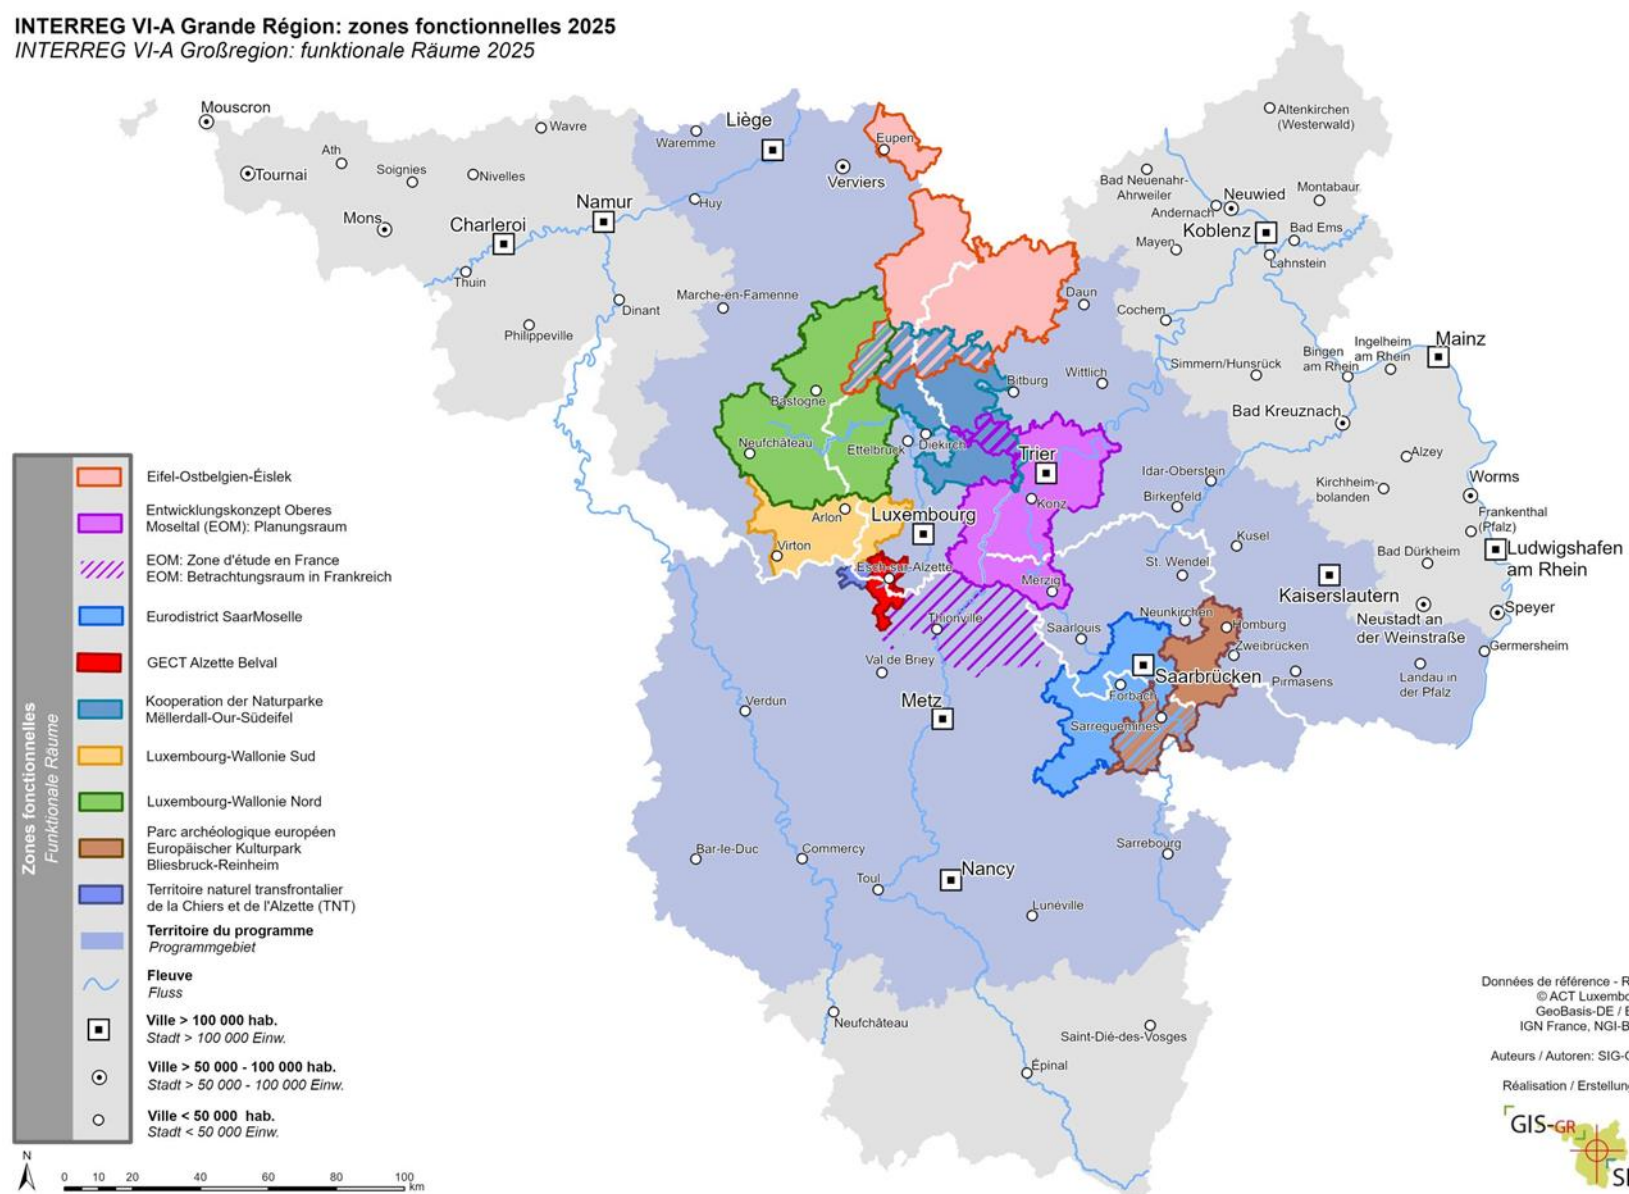 INTERREG VI-A Grande Région: zones fonctionnelles 2025
INTERREG VI-A Großregion: funktionale Räume 2025
Mouscron
Tournai
Ath
Soignies
Mons
Wavre
Nivelles
Charleroi
Namur
Thuin
Philippeville
Dinant
Waremme
Liège
Huy
Verviers
Eupen
Marche-en-Famenne
Altenkirchen
(Westerwald)
Bad Neuenahr-
Ahrweiler
Andernach
Neuwied
Montabaur
Koblenz
Bad Ems
Mayen
Lahnstein
Daun
Cochem
Simmern/Hunsrück
Bingen
am Rhein
Ingelheim
am Rhein
Mainz
Bitburg
Wittlich
Bad Kreuznach
Bastogne
Neufchâteau
Ettelbruck
Diekirch
Trier
Konz
Idar-Oberstein
Birkenfeld
Alzey
Kirchheim-
bolanden
Worms
Frankenthal
(Pfalz)
Ludwigshafen
am Rhein
Arlon
Luxembourg
Virton
Esch-sur-Alzette
Merzig
St. Wendel
Kusel
Kaiserslautern
Bad Dürkheim
Neustadt an
der Weinstraße
Speyer
Germersheim
Landau in
der Pfalz
Pirmasens
Zweibrücken
Homburg
Neunkirchen
Saarlouis
Saarbrücken
Forbach
Sarreguemines
Thionville
Val de Briey
Metz
Verdun
Bar-le-Duc
Commercy
Toul
Nancy
Lunéville
Sarrebourg
Neufchâteau
Épinal
Saint-Dié-des-Vosges
Zones fonctionnelles
Funktionale Räume
Eifel-Ostbelgien-Éislek
Entwicklungskonzept Oberes
Moseltal (EOM): Planungsraum
EOM: Zone d'étude en France
EOM: Betrachtungsraum in Frankreich
Eurodistrict SaarMoselle
GECT Alzette Belval
Kooperation der Naturparke
Mëllerdall-Our-Südeifel
Luxembourg-Wallonie Sud
Luxembourg-Wallonie Nord
Parc archéologique européen
Europäischer Kulturpark
Bliesbruck-Reinheim
Territoire naturel transfrontalier
de la Chiers et de l'Alzette (TNT)
Territoire du programme
Programmgebiet
Fleuve
Fluss
Ville > 100 000 hab.
Stadt > 100 000 Einw.
Ville > 50 000 - 100 000 hab.
Stadt > 50 000 - 100 000 Einw.
Ville < 50 000 hab.
Stadt < 50 000 Einw.
N
0 10 20 40 60 80 100
km
Données de référence - R
© ACT Luxembo
GeoBasis-DE / B
IGN France, NGI-B
Auteurs / Autoren: SIG-G
Réalisation / Erstellung
GIS-GR
SI